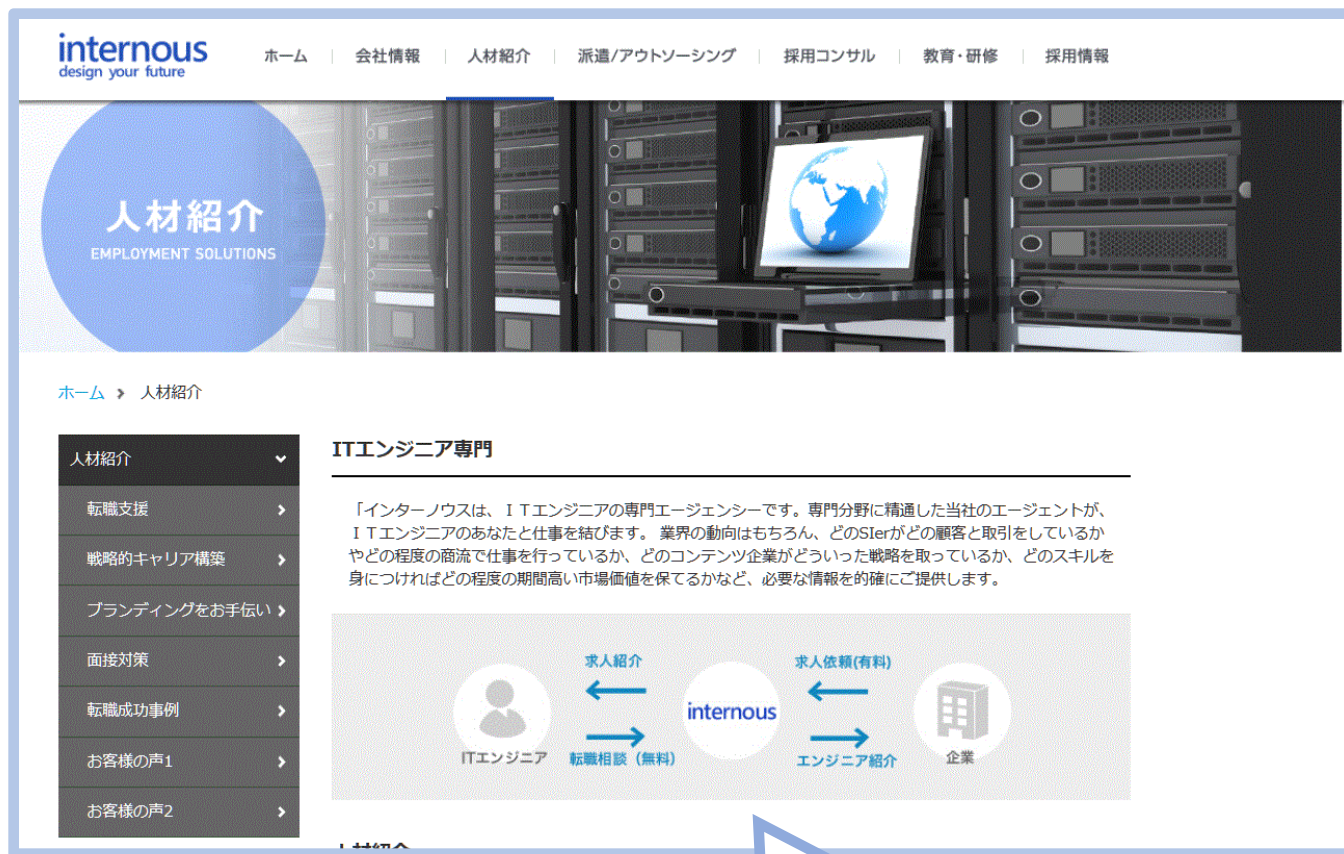 internous
design your future
ホーム 会社情報 人材紹介 派遣/アウトソーシング 採用コンサル 教育・研修 採用情報
人材紹介
EMPLOYMENT SOLUTIONS
ホーム > 人材紹介
人材紹介
転職支援
戦略的キャリア構築
ブランディングをお手伝い
面接対策
転職成功事例
お客様の声1
お客様の声2
ITエンジニア専門
「インターノウスは、ＩＴエンジニアの専門エージェンシーです。専門分野に精通した当社のエージェントが、
ＩＴエンジニアのあなたと仕事を結びます。 業界の動向はもちろん、どのSIerがどの顧客と取引をしているか
やどの程度の商流で仕事を行っているか、どのコンテンツ企業がどういった戦略を取っているか、どのスキルを
身につければどの程度の期間高い市場価値を保てるかなど、必要な情報を的確にご提供します。
求人紹介 求人依頼(有料)
internous
ITエンジニア 転職相談（無料） エンジニア紹介 企業